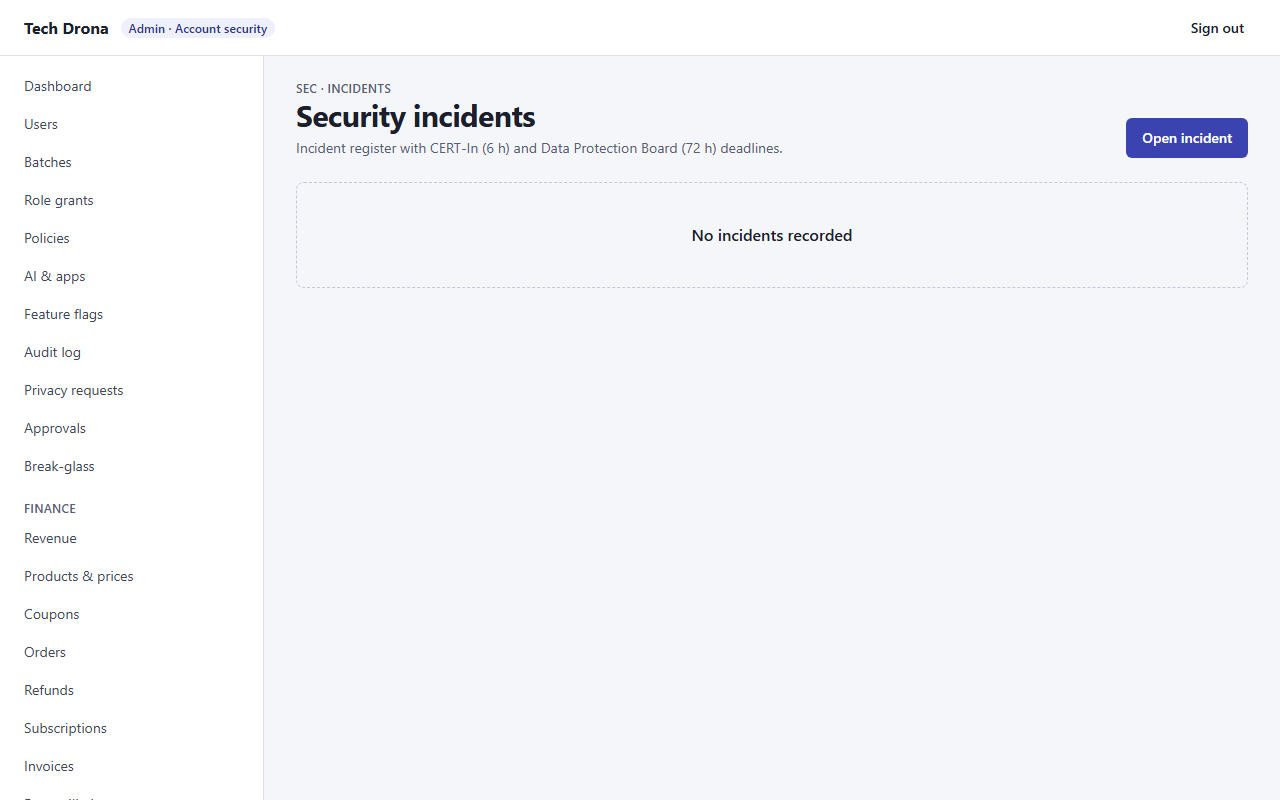 Tech Drona
Admin · Account security
Sign out
Dashboard
Users
Batches
Role grants
Policies
AI & apps
Feature flags
Audit log
Privacy requests
Approvals
Break-glass
FINANCE
Revenue
Products & prices
Coupons
Orders
Refunds
Subscriptions
Invoices
SEC · INCIDENTS
Security incidents
Incident register with CERT-In (6 h) and Data Protection Board (72 h) deadlines.
Open incident
No incidents recorded